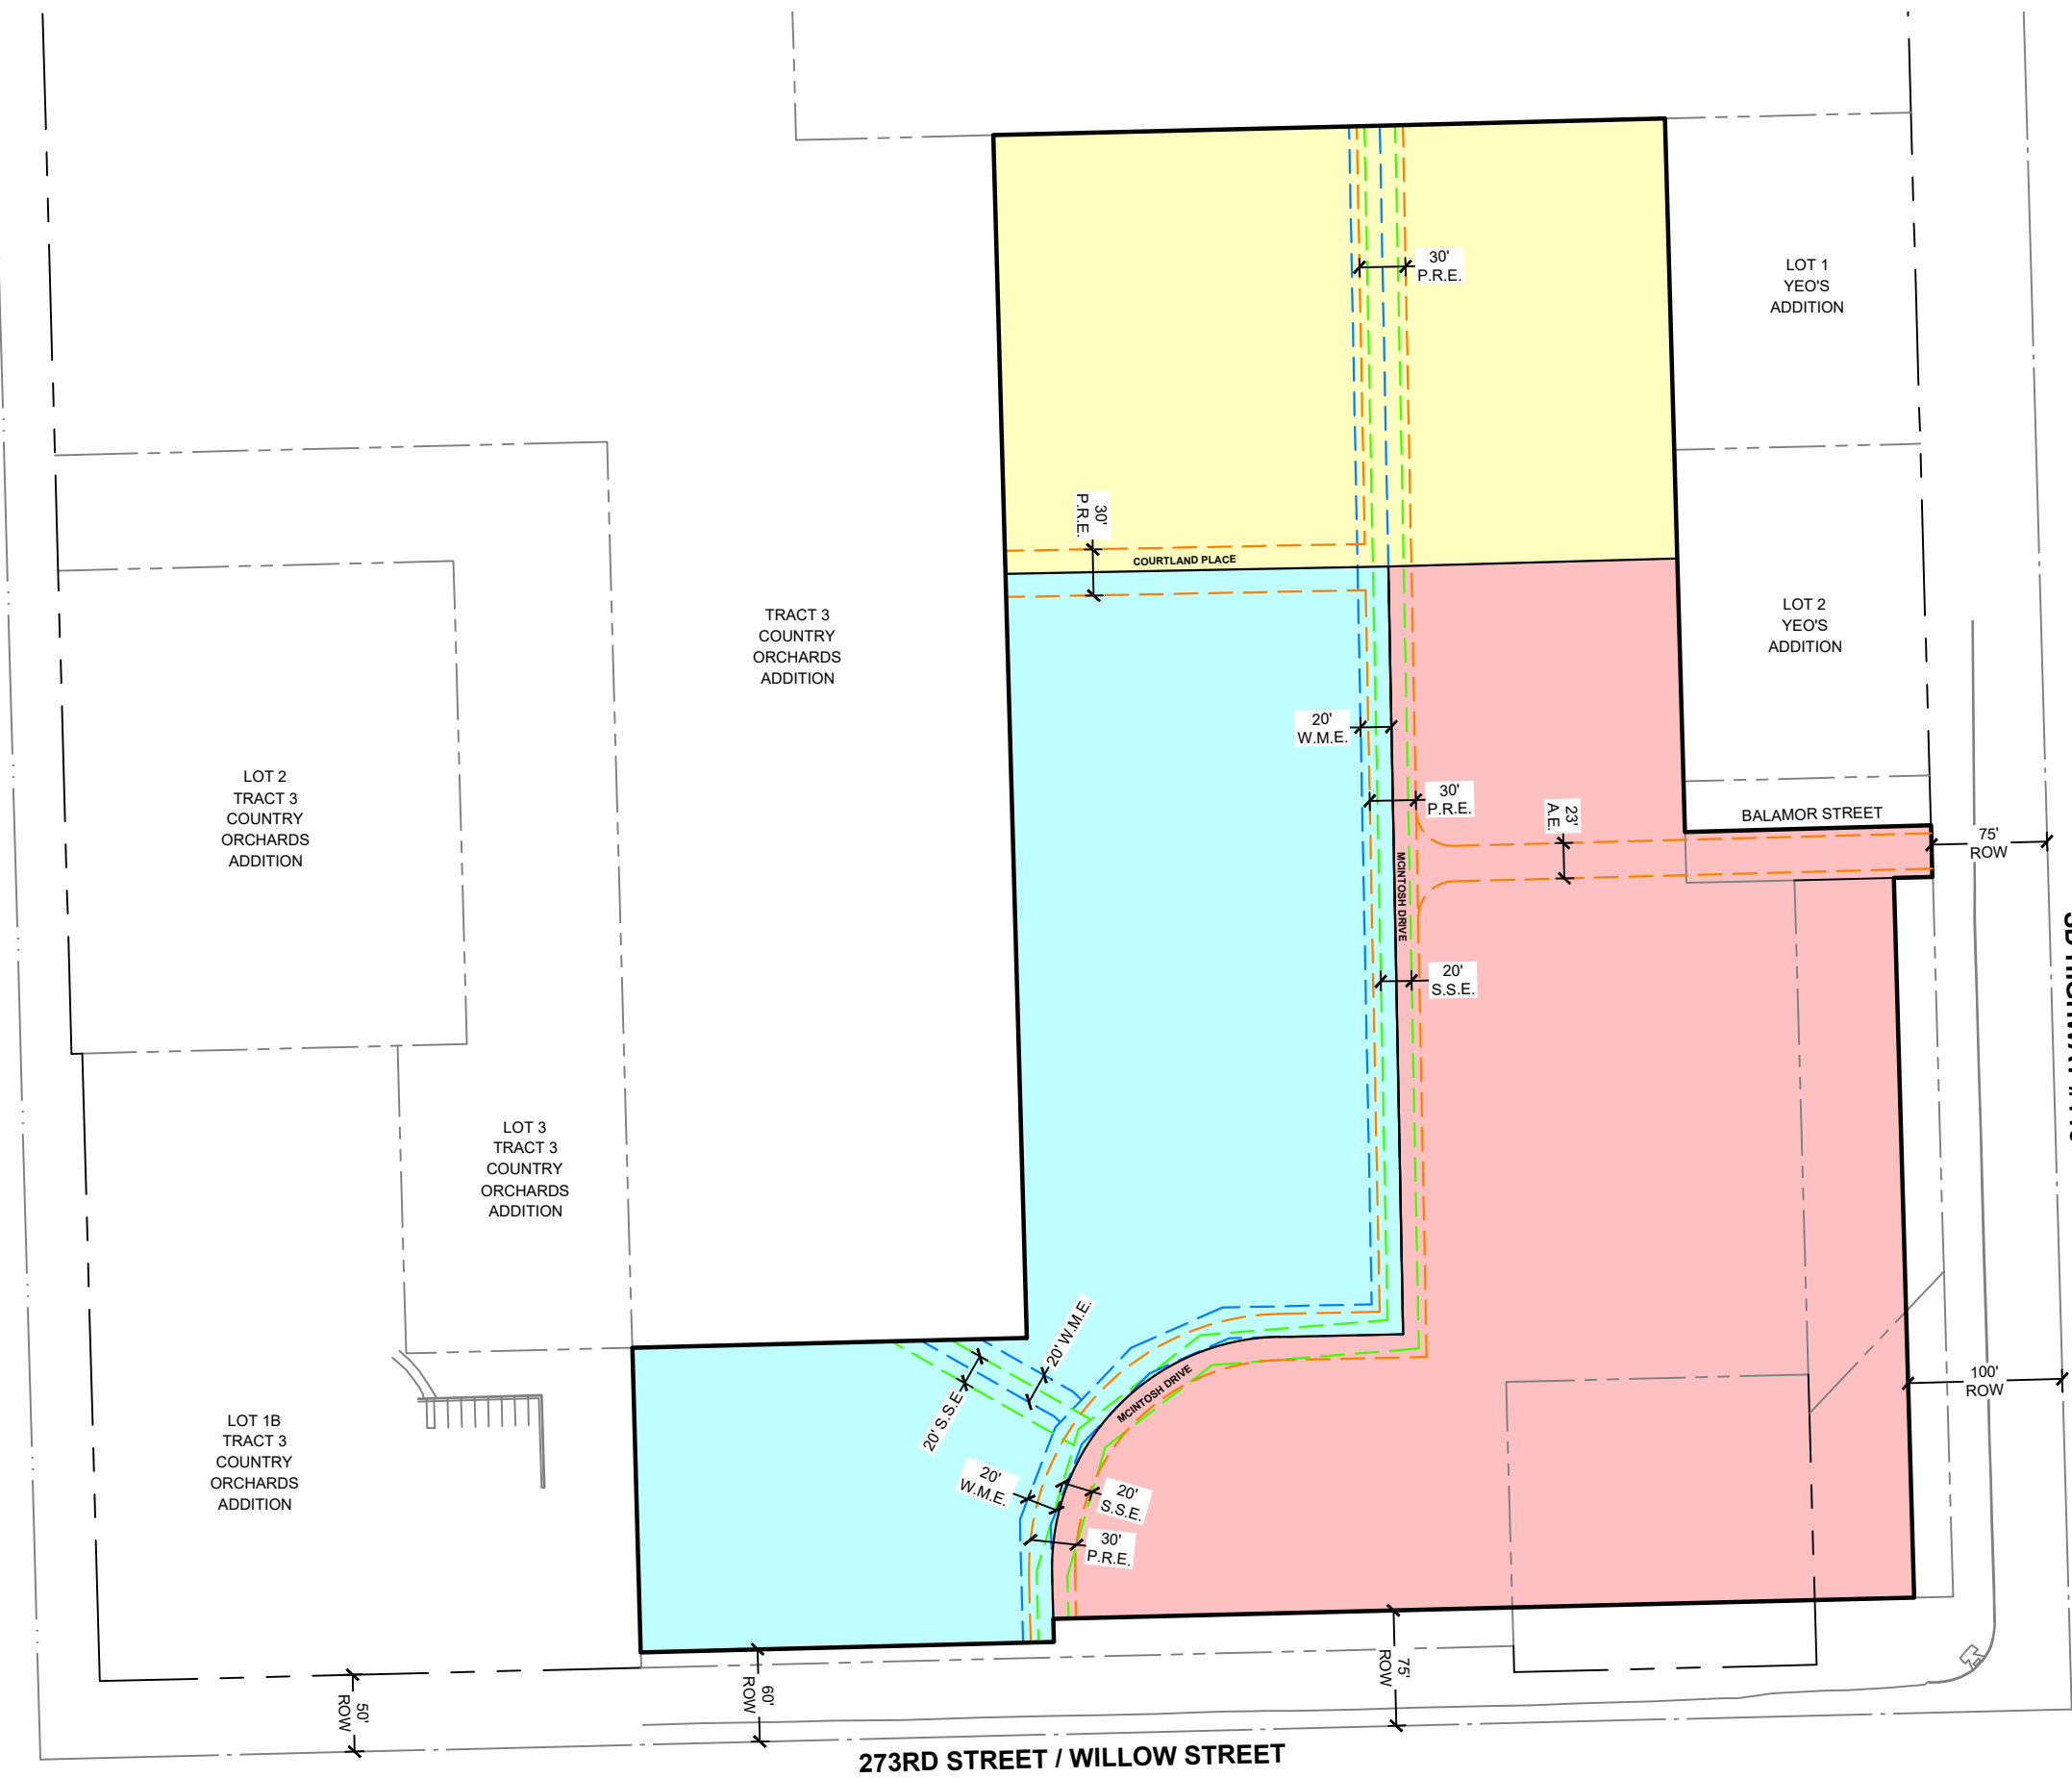 30'
P.R.E.
LOT 1
YEO'S
ADDITION
30'
P.R.E.
COURTLAND PLACE
TRACT 3
COUNTRY
ORCHARDS
ADDITION
LOT 2
YEO'S
ADDITION
20'
W.M.E.
30'
P.R.E.
23'
A.E.
BALAMOR STREET
75'
ROW
LOT 2
TRACT 3
COUNTRY
ORCHARDS
ADDITION
MCINTOSH DRIVE
20'
S.S.E.
LOT 3
TRACT 3
COUNTRY
ORCHARDS
ADDITION
20' W.M.E.
20' S.S.E.
MCINTOSH DRIVE
100'
ROW
LOT 1B
TRACT 3
COUNTRY
ORCHARDS
ADDITION
20'
W.M.E.
20'
S.S.E.
30'
P.R.E.
50'
ROW
60'
ROW
75'
ROW
273RD STREET / WILLOW STREET